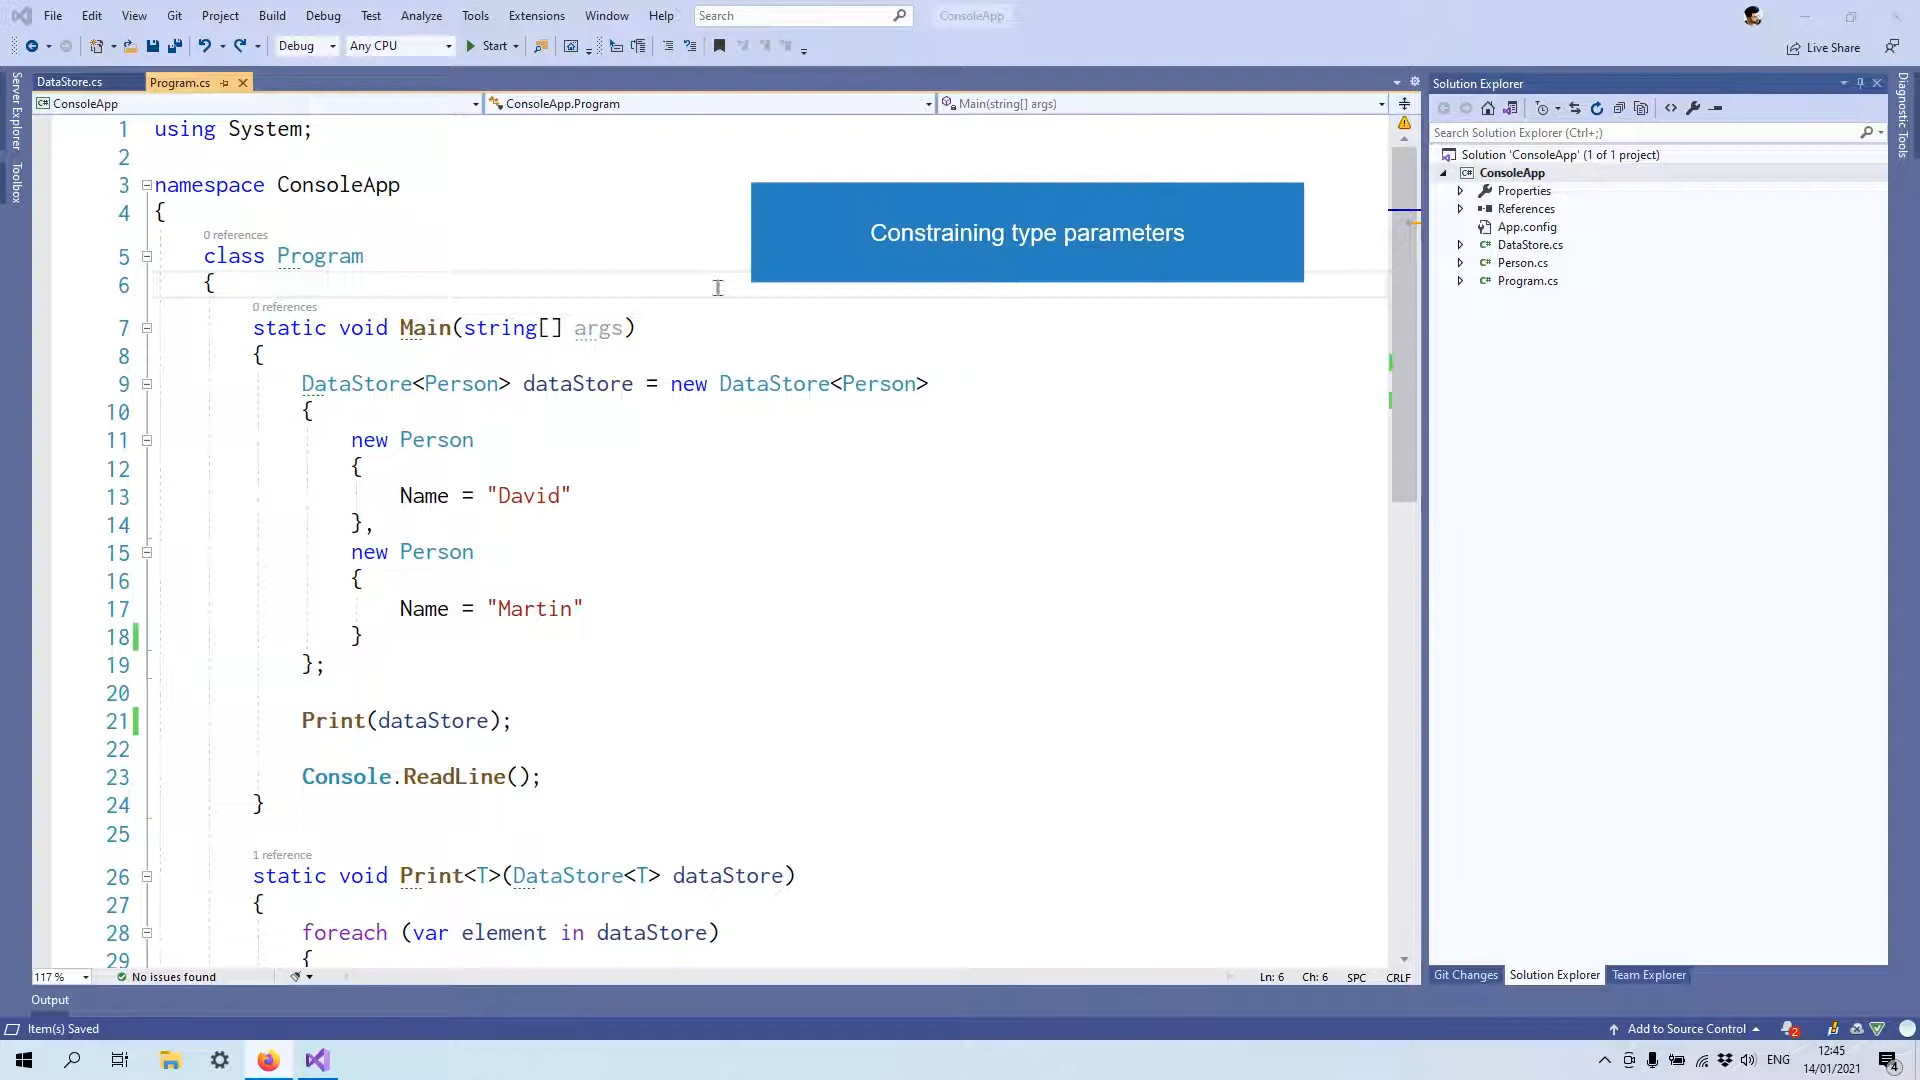 File Edit View Git Project Build Debug Test Analyze Tools Extensions Window Help Search ConsoleApp
Debug Any CPU Start Live Share
Server Explorer
Toolbox
DataStore.cs Program.cs
ConsoleApp ConsoleApp.Program Main(string[] args)
1 using System;
2
3 namespace ConsoleApp
4 {
0 references
5 class Program
6 {
0 references
7 static void Main(string[] args)
8 {
9 DataStore<Person> dataStore = new DataStore<Person>
10 {
11 new Person
12 {
13 Name = "David"
14 },
15 new Person
16 {
17 Name = "Martin"
18 }
19 };
20
21 Print(dataStore);
22
23 Console.ReadLine();
24 }
25
1 reference
26 static void Print<T>(DataStore<T> dataStore)
27 {
28 foreach (var element in dataStore)
29 {
Constraining type parameters
117 % No issues found Ln: 6 Ch: 6 SPC CRLF
Solution Explorer
Search Solution Explorer (Ctrl+;)
Solution 'ConsoleApp' (1 of 1 project)
C# ConsoleApp
Properties
References
App.config
C# DataStore.cs
C# Person.cs
C# Program.cs
Git Changes Solution Explorer Team Explorer
Diagnostic Tools
Output
Item(s) Saved Add to Source Control 2
ENG 12:45
14/01/2021 4